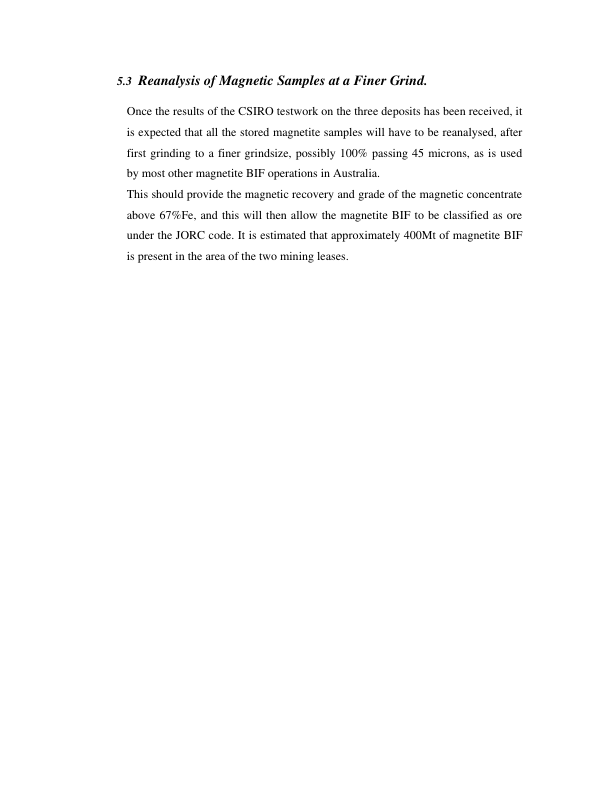 5.3 Reanalysis of Magnetic Samples at a Finer Grind.
Once the results of the CSIRO testwork on the three deposits has been received, it
is expected that all the stored magnetite samples will have to be reanalysed, after
first grinding to a finer grindsize, possibly 100% passing 45 microns, as is used
by most other magnetite BIF operations in Australia.
This should provide the magnetic recovery and grade of the magnetic concentrate
above 67%Fe, and this will then allow the magnetite BIF to be classified as ore
under the JORC code. It is estimated that approximately 400Mt of magnetite BIF
is present in the area of the two mining leases.